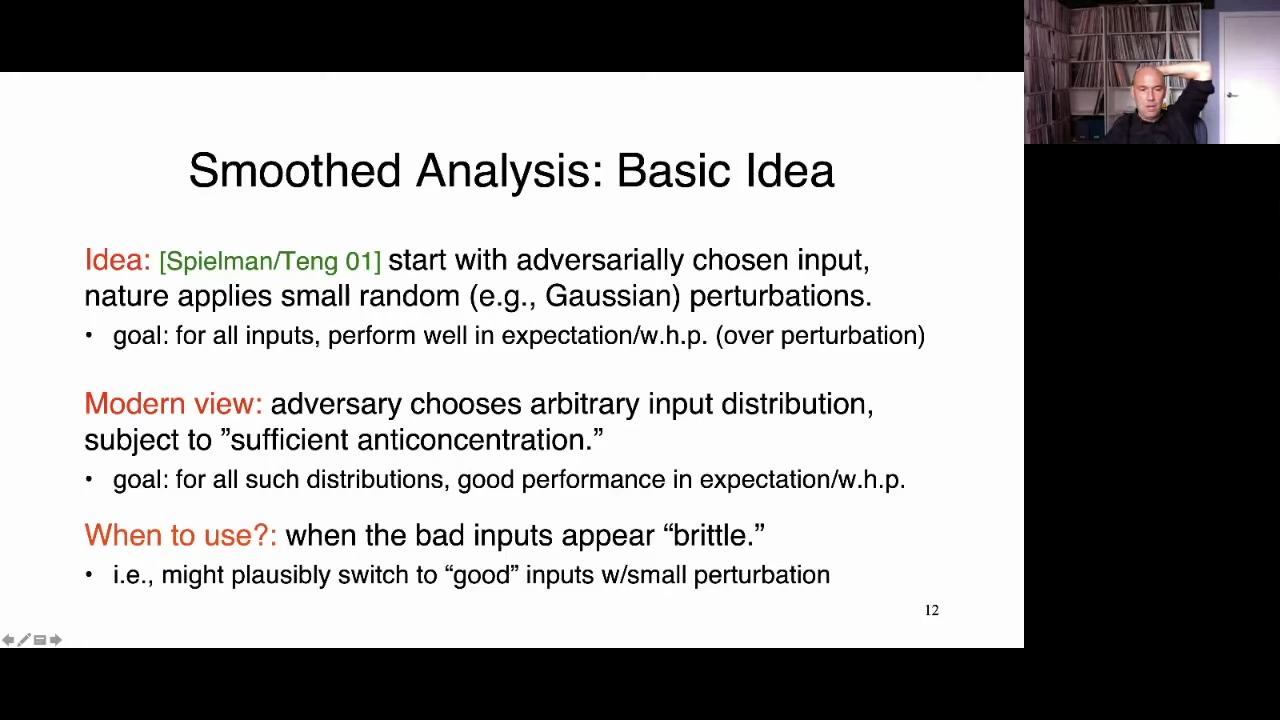 Smoothed Analysis: Basic Idea
Idea: [Spielman/Teng 01] start with adversarially chosen input,
nature applies small random (e.g., Gaussian) perturbations.
• goal: for all inputs, perform well in expectation/w.h.p. (over perturbation)
Modern view: adversary chooses arbitrary input distribution,
subject to ”sufficient anticoncentration.”
• goal: for all such distributions, good performance in expectation/w.h.p.
When to use?: when the bad inputs appear “brittle.”
• i.e., might plausibly switch to “good” inputs w/small perturbation
12